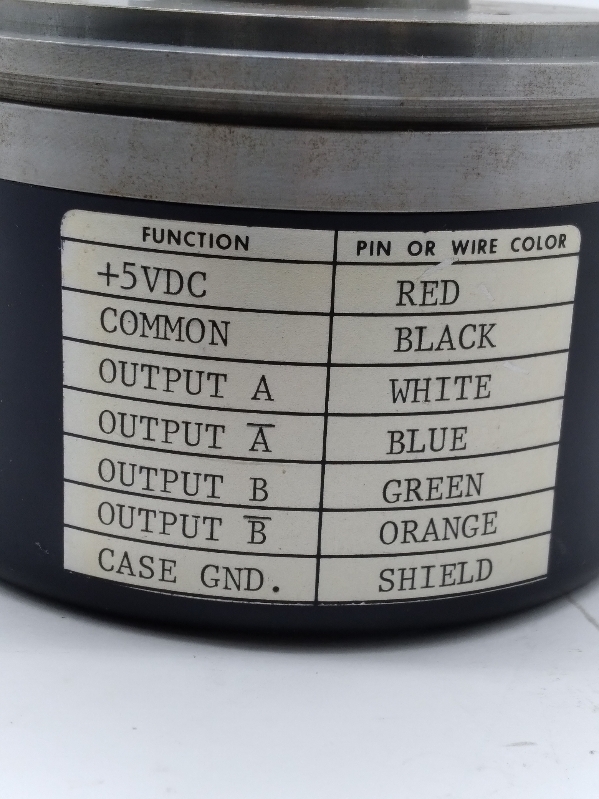 FUNCTION PIN OR WIRE COLOR
+5VDC RED
COMMON BLACK
OUTPUT A WHITE
OUTPUT A̅ BLUE
OUTPUT B GREEN
OUTPUT B̅ ORANGE
CASE GND. SHIELD